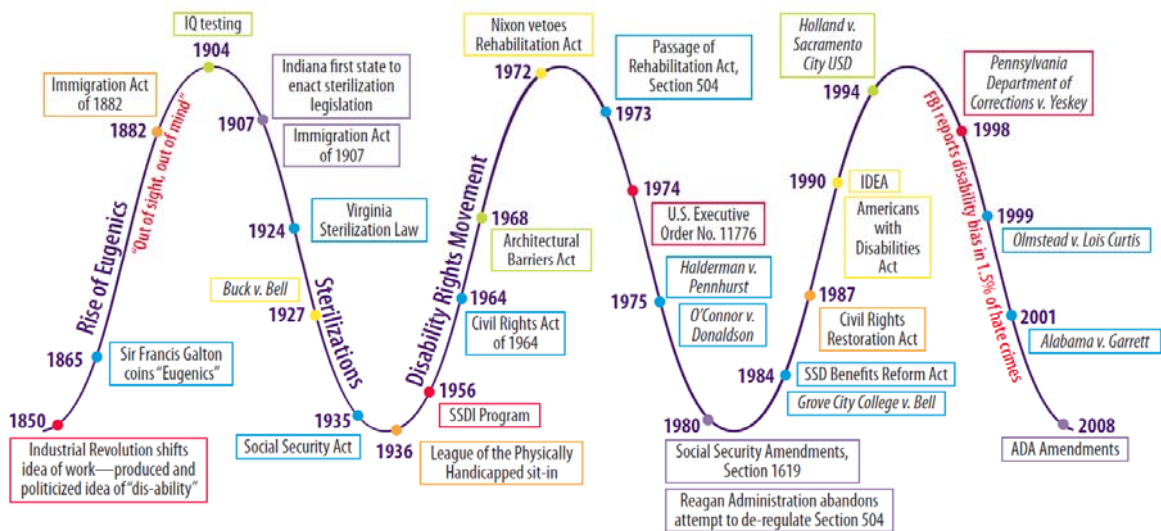 1850
Industrial Revolution shifts
idea of work—produced and
politicized idea of “dis-ability”
1865
Sir Francis Galton
coins “Eugenics”
Rise of Eugenics
“Out of sight, out of mind”
1882
Immigration Act
of 1882
1904
IQ testing
1907
Indiana first state to
enact sterilization
legislation
Immigration Act
of 1907
1924
Virginia
Sterilization Law
1927
Buck v. Bell
Sterilizations
1935
Social Security Act
1936
League of the Physically
Handicapped sit-in
1956
SSDI Program
Disability Rights Movement
1964
Civil Rights Act
of 1964
1968
Architectural
Barriers Act
1972
Nixon vetoes
Rehabilitation Act
1973
Passage of
Rehabilitation Act,
Section 504
1974
U.S. Executive
Order No. 11776
1975
Halderman v.
Pennhurst
O’Connor v.
Donaldson
1980
Social Security Amendments,
Section 1619
Reagan Administration abandons
attempt to de-regulate Section 504
1984
SSD Benefits Reform Act
Grove City College v. Bell
1987
Civil Rights
Restoration Act
1990
IDEA
Americans
with
Disabilities
Act
1994
Holland v.
Sacramento
City USD
FBI reports disability bias in 1.5% of hate crimes
1998
Pennsylvania
Department of
Corrections v. Yeskey
1999
Olmstead v. Lois Curtis
2001
Alabama v. Garrett
2008
ADA Amendments